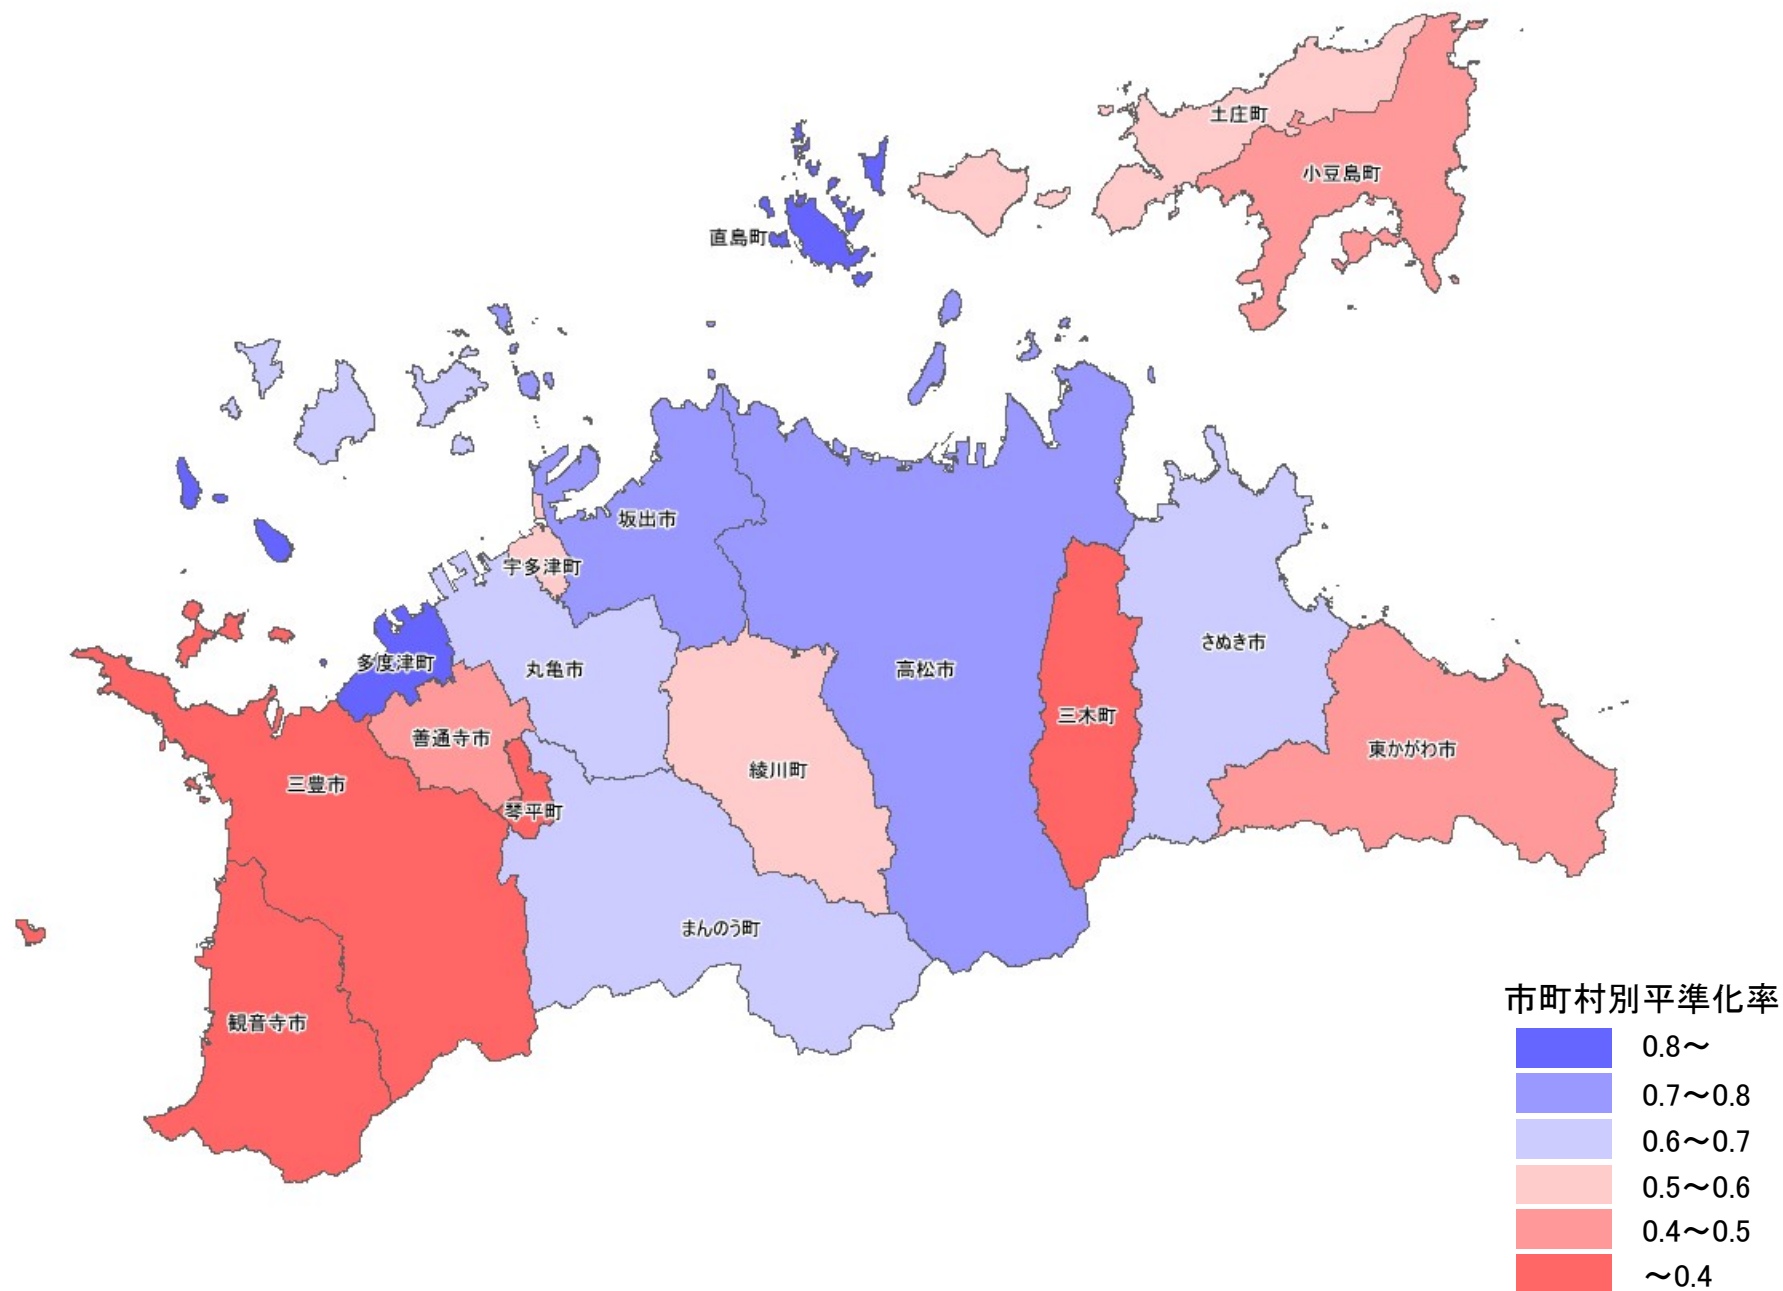 土庄町
小豆島町
直島町
坂出市
宇多津町
さぬき市
多度津町
丸亀市
高松市
三木町
善通寺市
東かがわ市
綾川町
三豊市
琴平町
まんのう町
観音寺市
市町村別平準化率
0.8～
0.7～0.8
0.6～0.7
0.5～0.6
0.4～0.5
～0.4